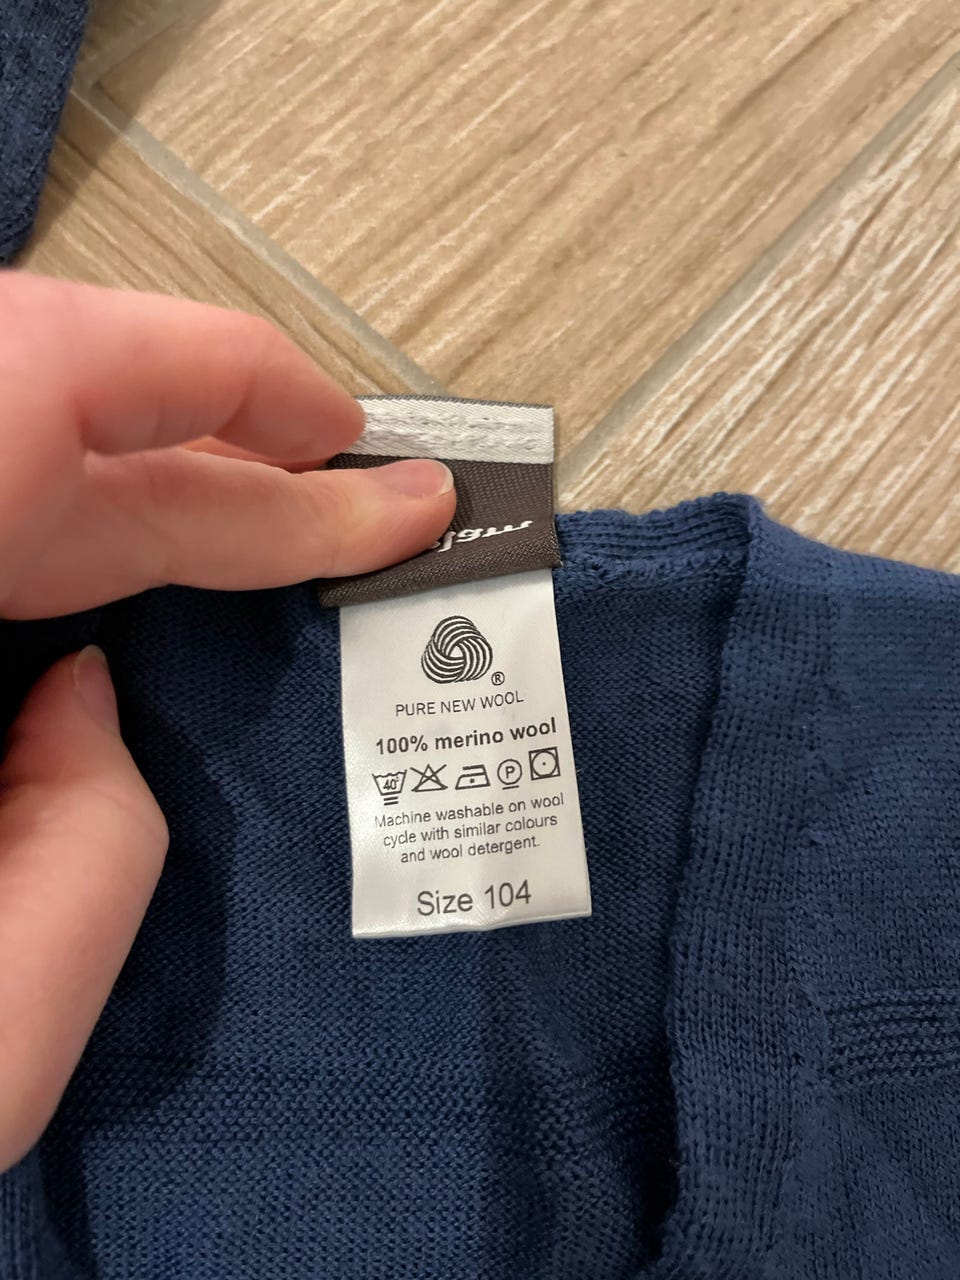 ®
PURE NEW WOOL
100% merino wool
40°
P
Machine washable on wool
cycle with similar colours
and wool detergent.
Size 104